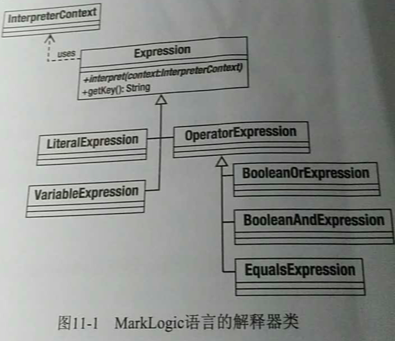 InterpreterContext
uses
Expression
+interpret(context:InterpreterContext)
+getKey(): String
LiteralExpression
OperatorExpression
VariableExpression
BooleanOrExpression
BooleanAndExpression
EqualsExpression
图11-1 MarkLogic语言的解释器类